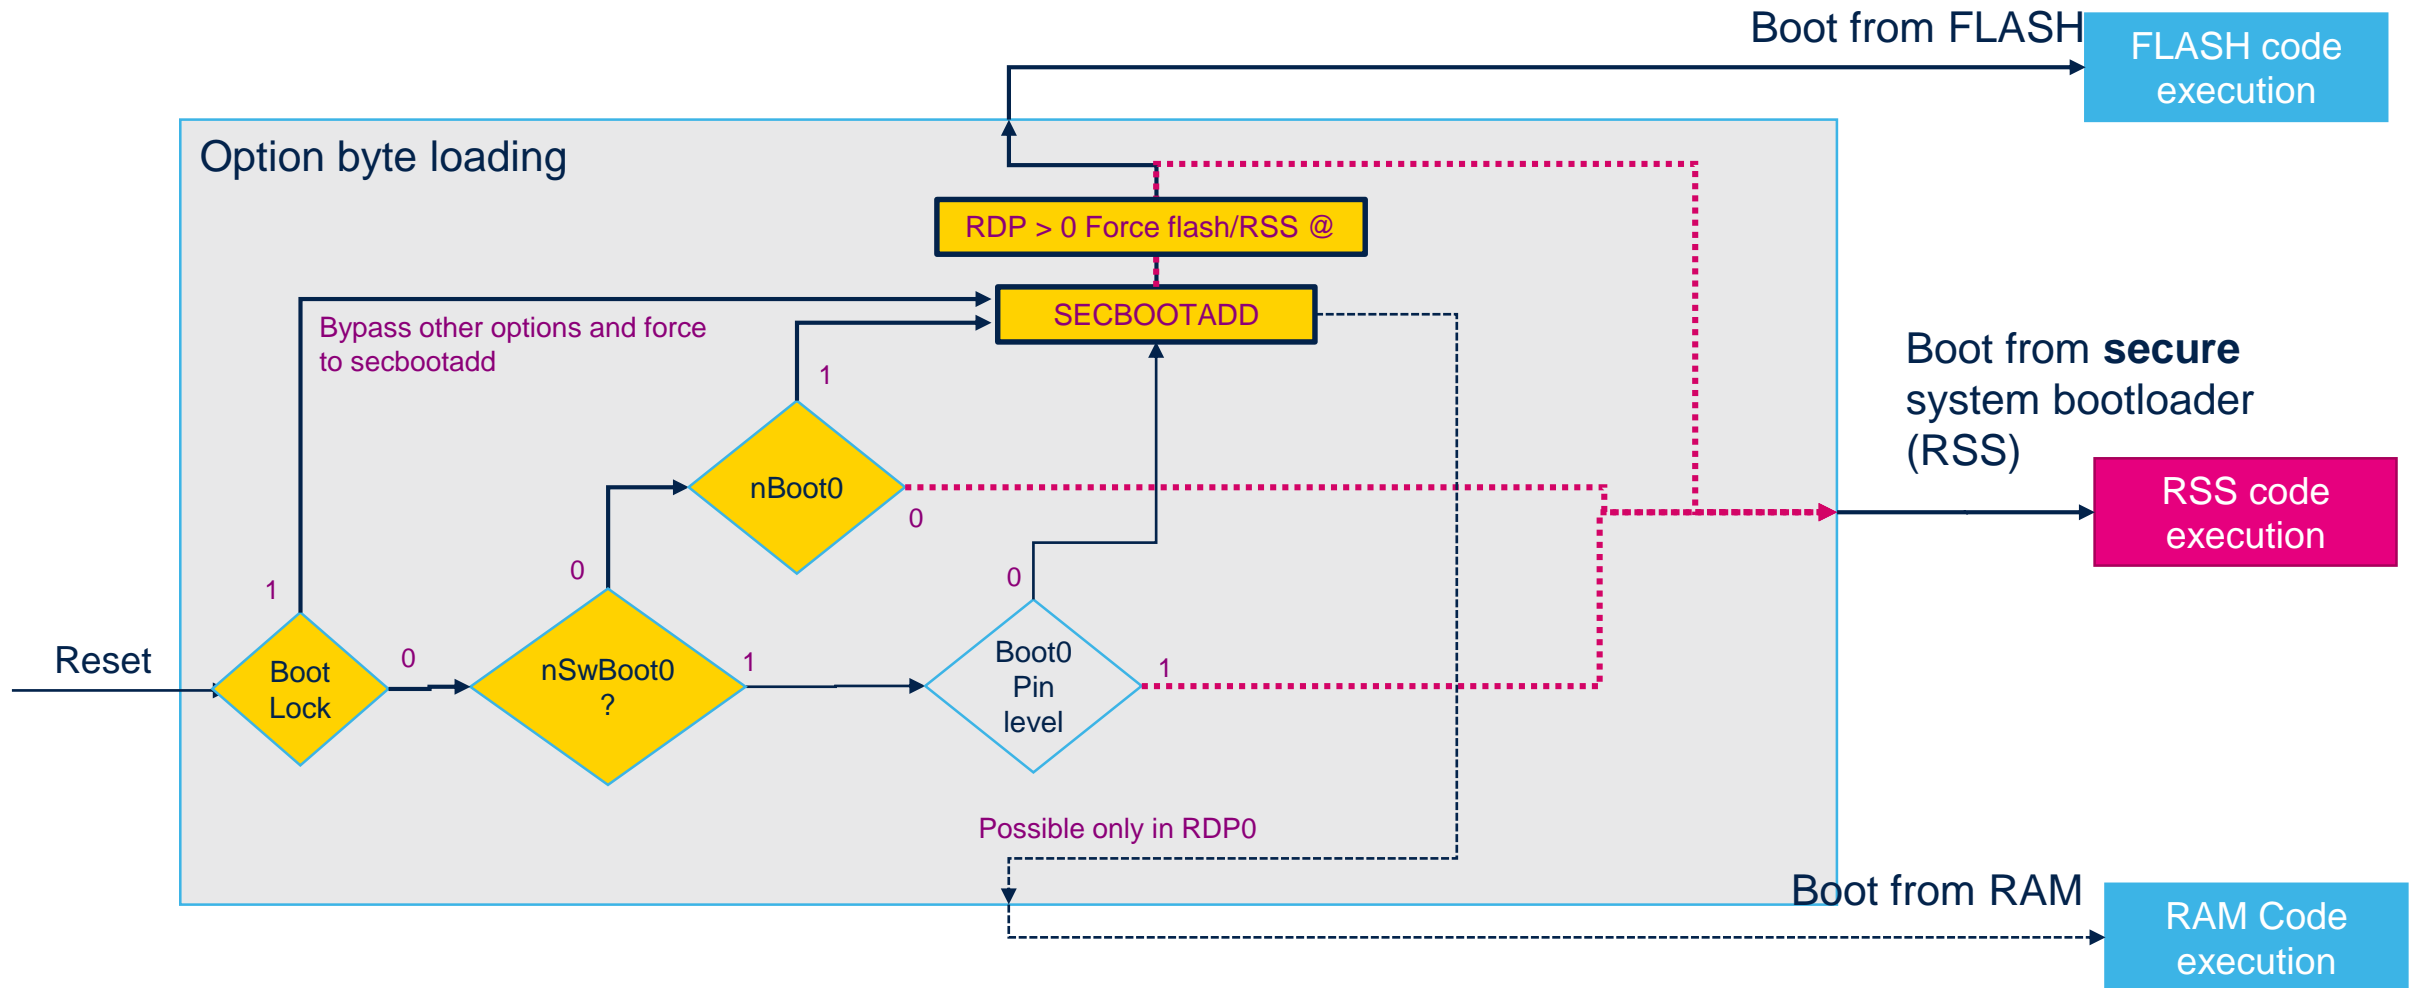 Boot from FLASH
FLASH code
execution
Option byte loading
RDP > 0 Force flash/RSS @
SECBOOTADD
Bypass other options and force
to secbootadd
1
Boot from secure
system bootloader
(RSS)
nBoot0
0
RSS code
execution
0
0
1
Reset
Boot
Lock
0
nSwBoot0
?
1
Boot0
Pin
level
1
Possible only in RDP0
Boot from RAM
RAM Code
execution